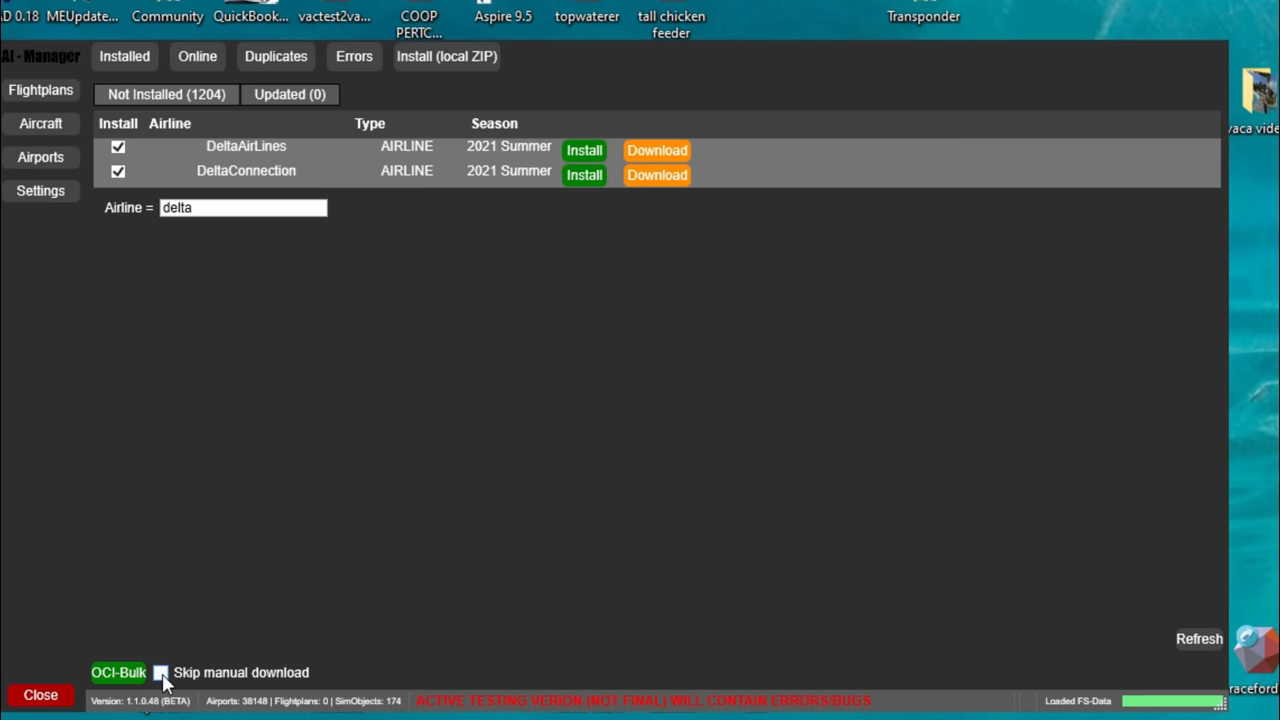 AD 0.18 MEUpdate... Community QuickBook... vactest2va... COOP PERTC... Aspire 9.5 topwaterer tall chicken feeder Transponder
AI - Manager Installed Online Duplicates Errors Install (local ZIP)
Flightplans
Aircraft
Airports
Settings
Not Installed (1204) Updated (0)
Install Airline Type Season
DeltaAirLines AIRLINE 2021 Summer Install Download
DeltaConnection AIRLINE 2021 Summer Install Download
Airline = delta
vaca vide
Refresh
raceford
OCI-Bulk Skip manual download
Close
Version: 1.1.0.48 (BETA) Airports: 38148 | Flightplans: 0 | SimObjects: 174 ACTIVE TESTING VERION (NOT FINAL) WILL CONTAIN ERRORS/BUGS Loaded FS-Data